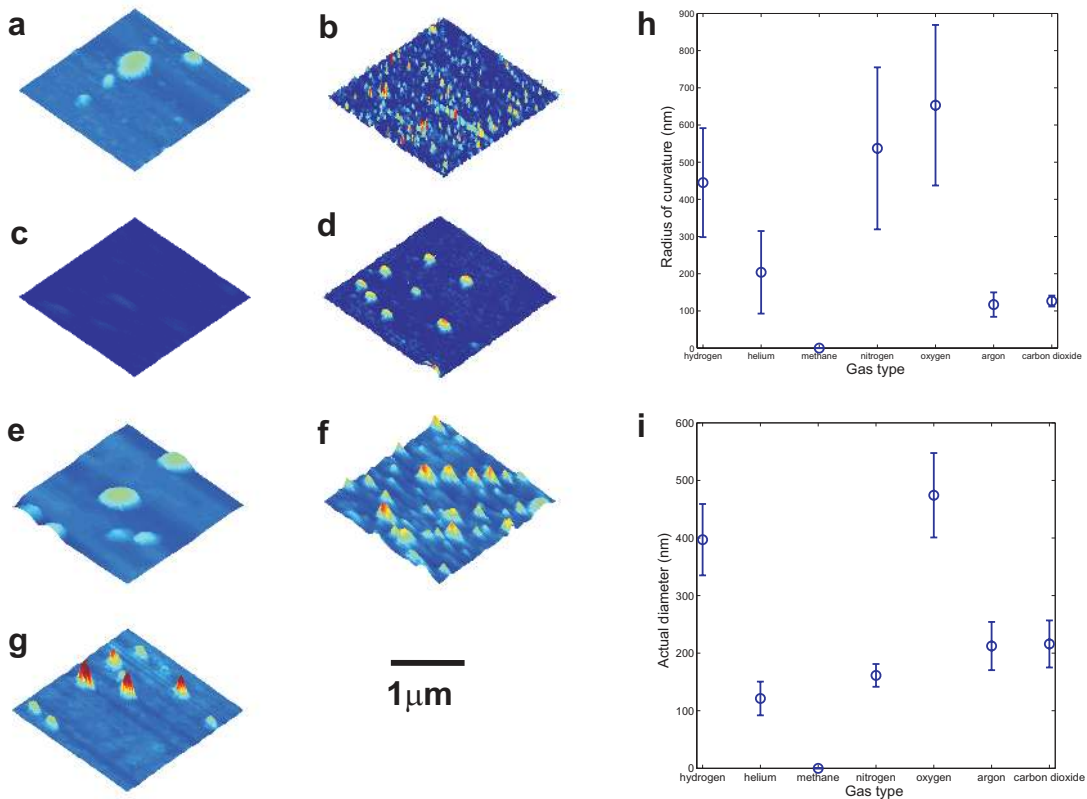 a
b
c
d
e
f
g
1μm
h
Radius of curvature (nm)
900
800
700
600
500
400
300
200
100
0
hydrogen helium methane nitrogen oxygen argon carbon dioxide
Gas type
i
Actual diameter (nm)
600
500
400
300
200
100
0
hydrogen helium methane nitrogen oxygen argon carbon dioxide
Gas type